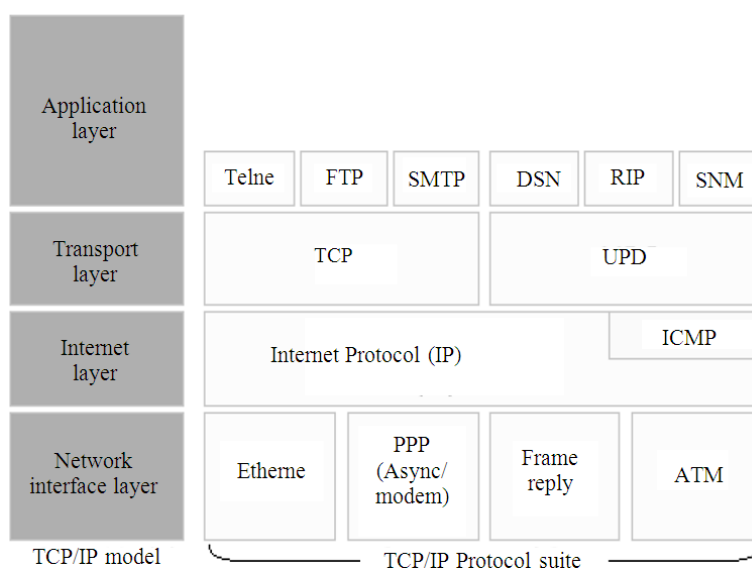 Application
layer
Telne
FTP
SMTP
DSN
RIP
SNM
Transport
layer
TCP
UPD
Internet
layer
Internet Protocol (IP)
ICMP
Network
interface layer
Etherne
PPP
(Async/
modem)
Frame
reply
ATM
TCP/IP model
TCP/IP Protocol suite